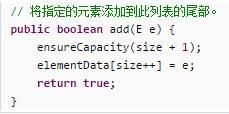 // 将指定的元素添加到此列表的尾部。
public boolean add(E e) {
    ensureCapacity(size + 1);
    elementData[size++] = e;
    return true;
}